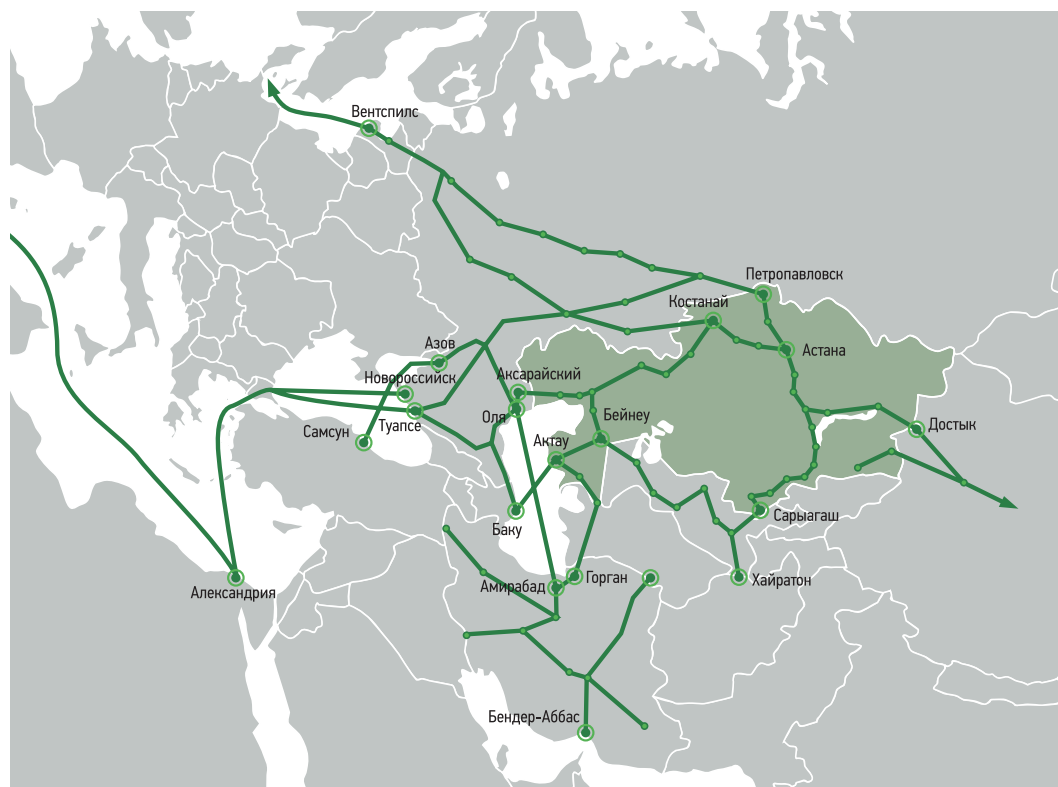 Вентспилс
Петропавловск
Костанай
Азов
Астана
Новороссийск
Аксарайский
Оля
Туапсе
Самсун
Бейнеу
Достык
Актау
Баку
Сарыагаш
Амирабад
Горган
Хайратон
Александрия
Бендер-Аббас